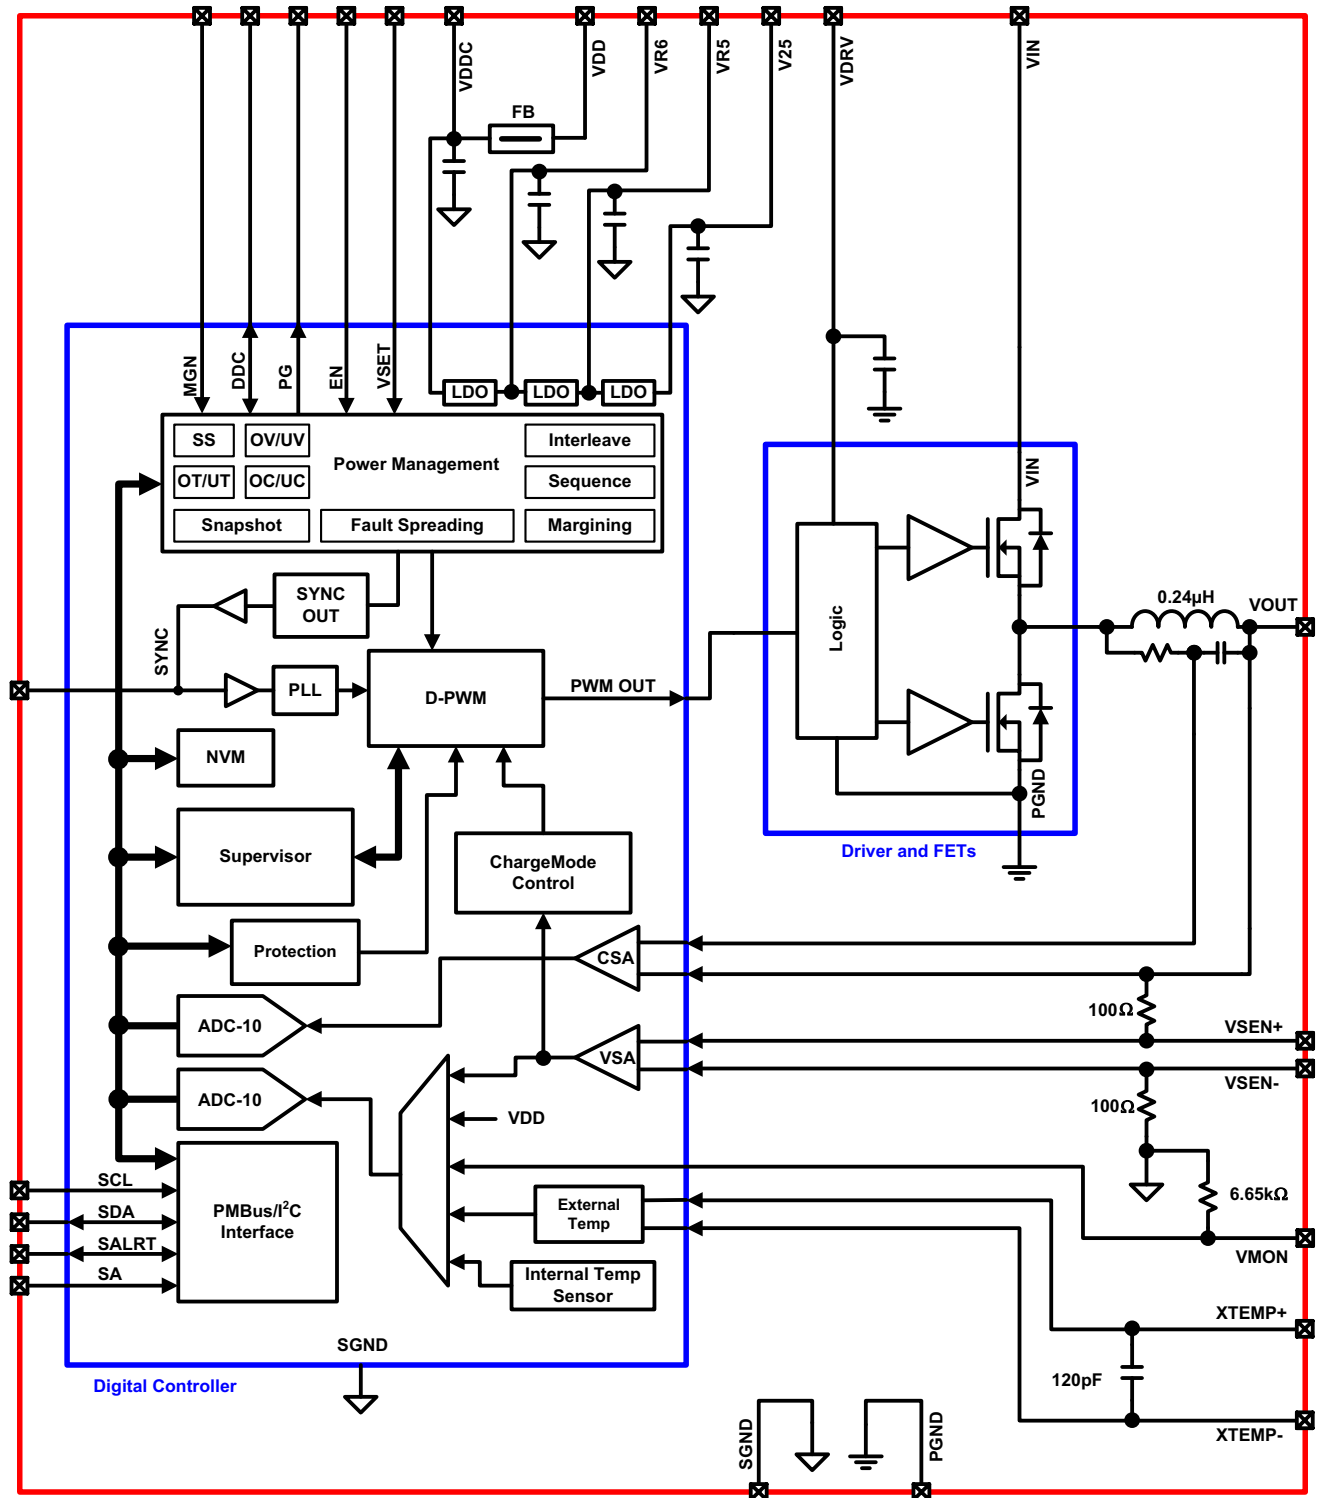 VDDC
VDD
VR6
VR5
V25
VDRV
VIN
FB
MGN
DDC
PG
EN
VSET
LDO
LDO
LDO
SS
OV/UV
Interleave
Power Management
OT/UT
OC/UC
Sequence
Snapshot
Fault Spreading
Margining
VIN
SYNC
OUT
SYNC
Logic
0.24µH
VOUT
PLL
D-PWM
PWM OUT
NVM
PGND
Supervisor
ChargeMode
Control
Driver and FETs
Protection
CSA
ADC-10
100Ω
VSEN+
VSA
VSEN-
ADC-10
VDD
100Ω
SCL
SDA
SALRT
SA
PMBus/I²C
Interface
External
Temp
6.65kΩ
VMON
Internal Temp
Sensor
XTEMP+
SGND
120pF
Digital Controller
SGND
PGND
XTEMP-